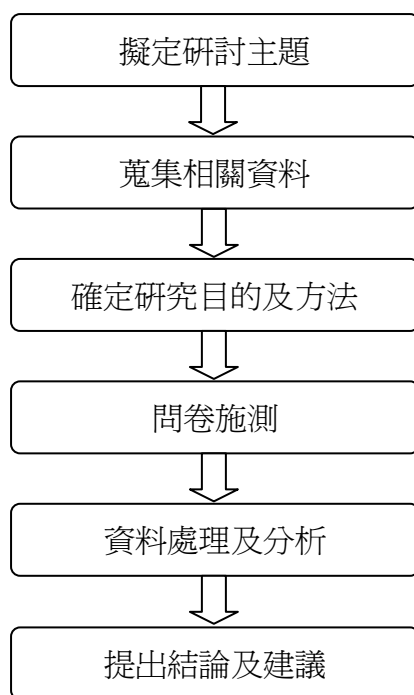 擬定研討主題
蒐集相關資料
確定研究目的及方法
問卷施測
資料處理及分析
提出結論及建議